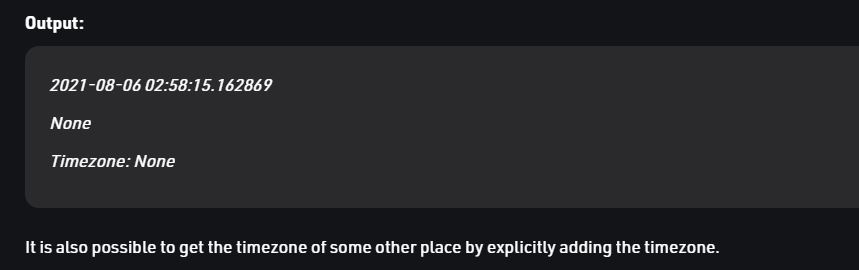 Output:
2021-08-06 02:58:15.162869
None
Timezone: None
It is also possible to get the timezone of some other place by explicitly adding the timezone.